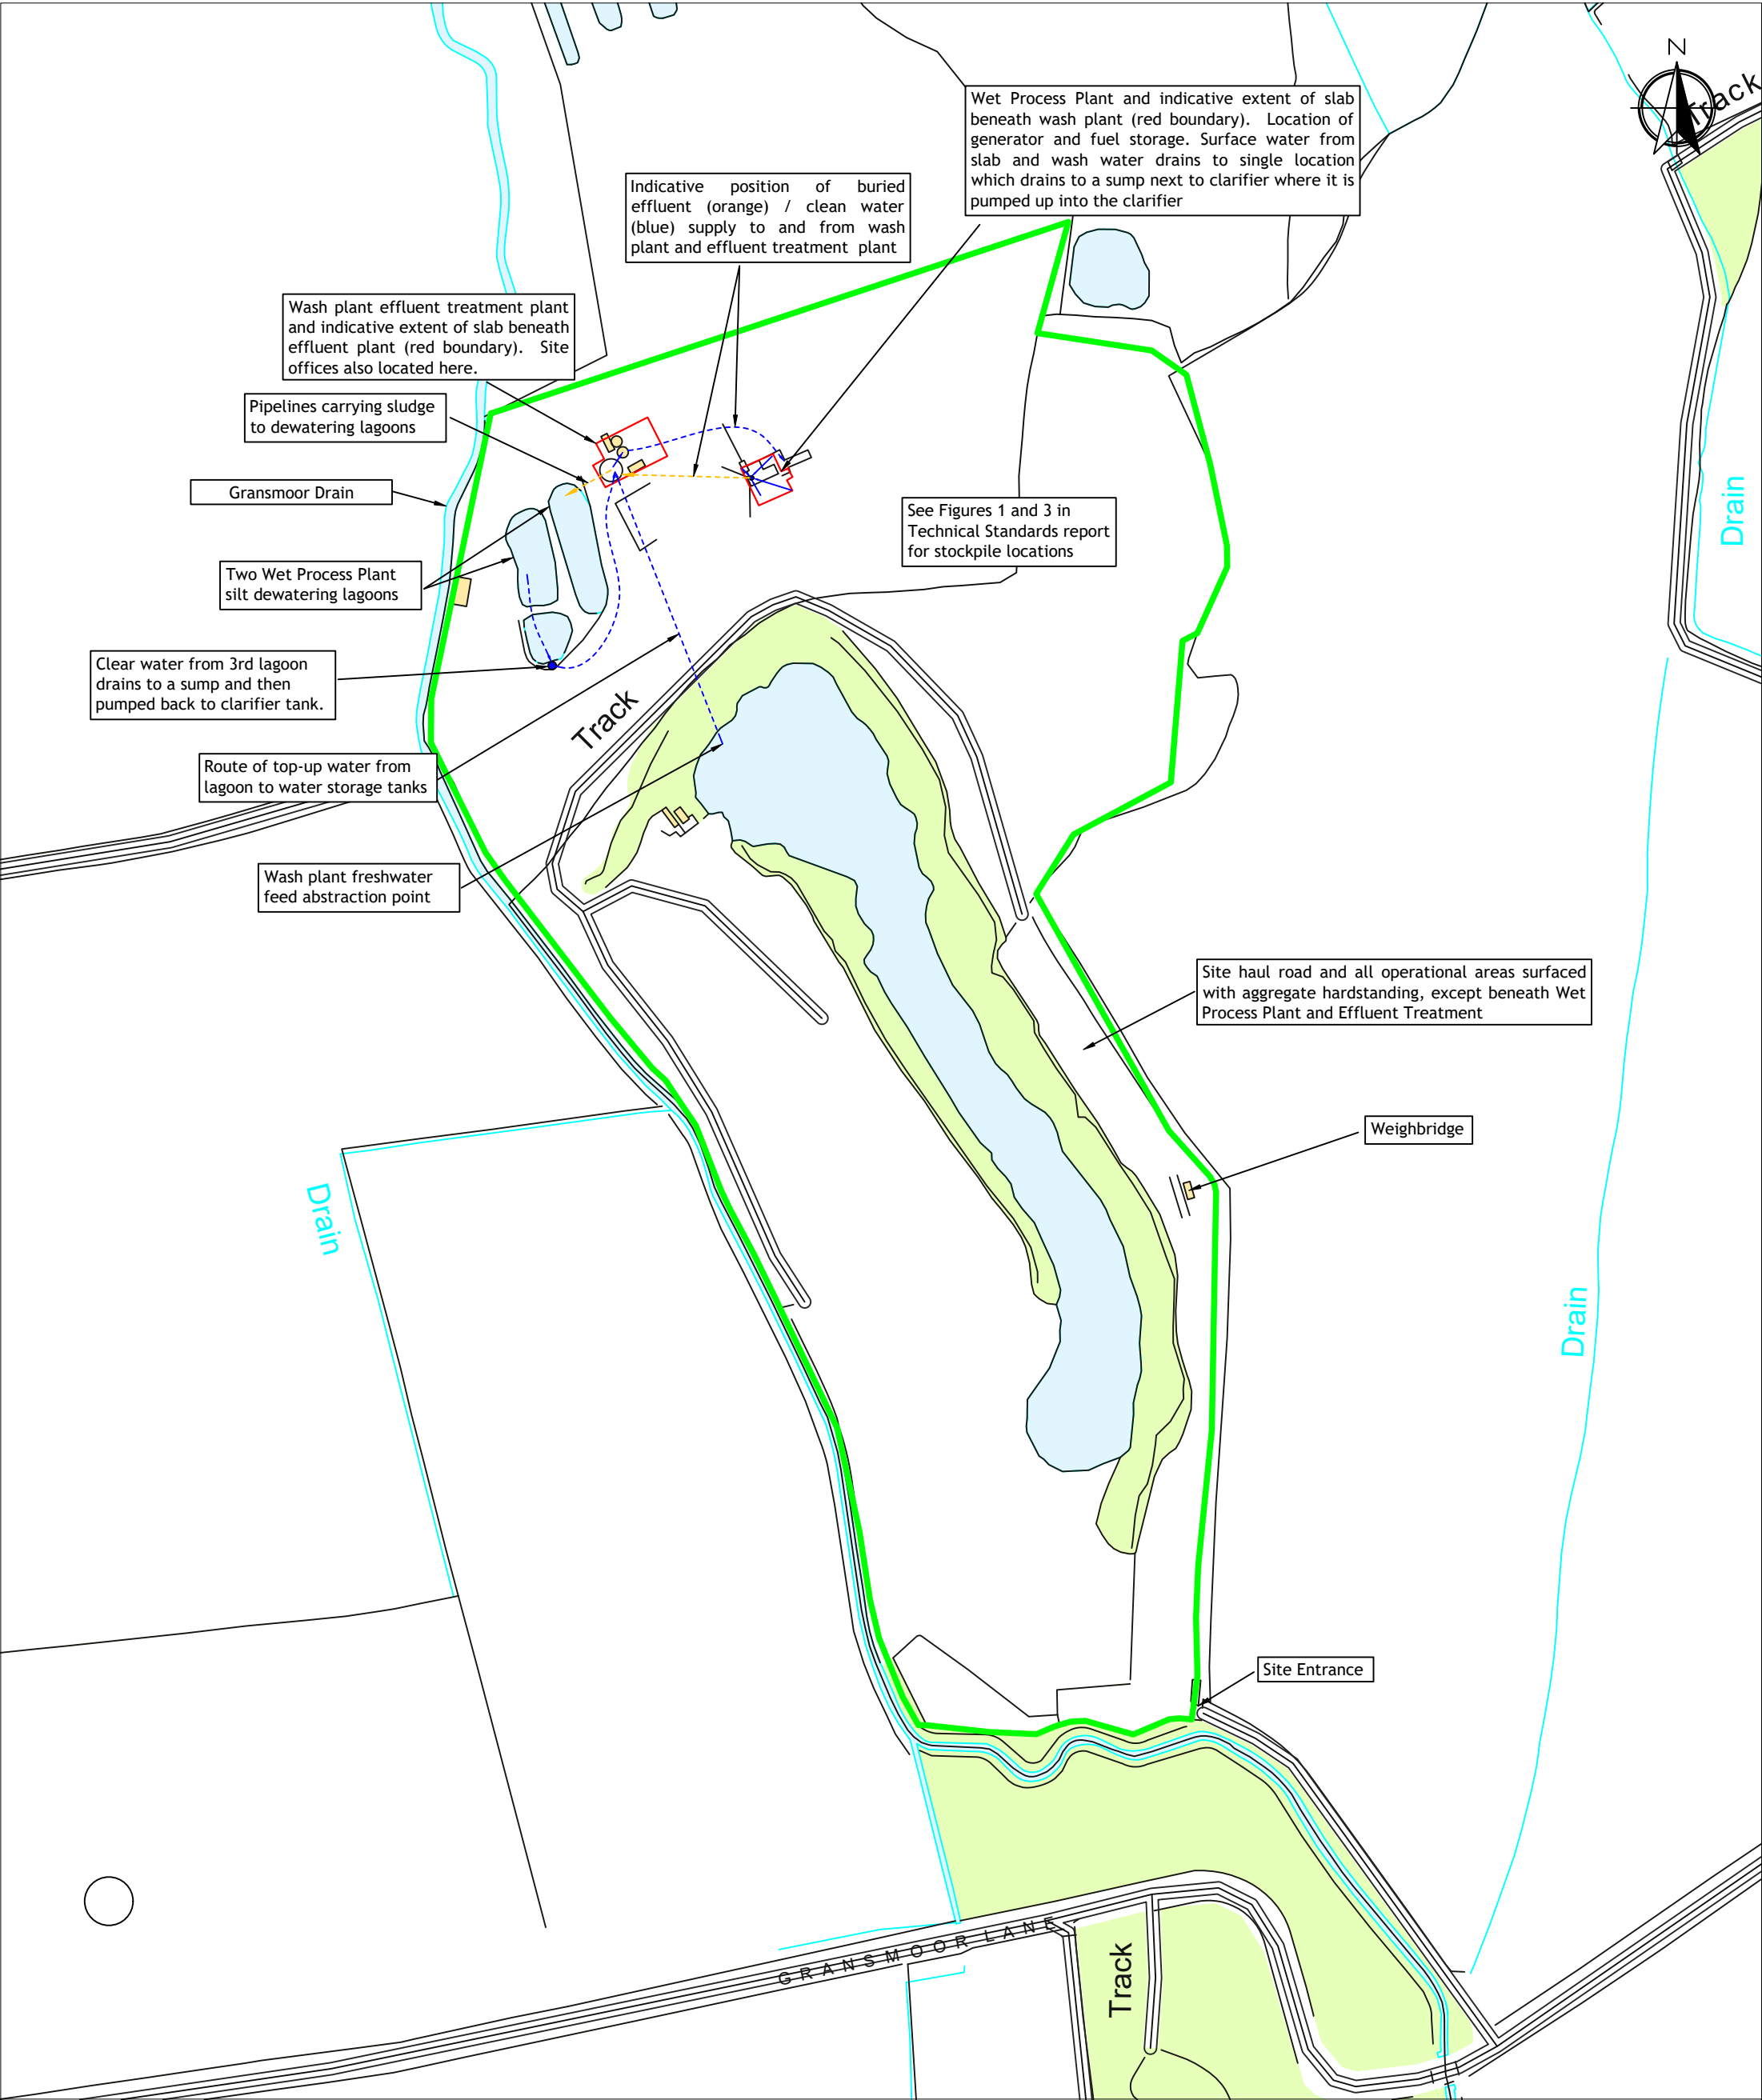 N
Track
Wet Process Plant and indicative extent of slab
beneath wash plant (red boundary). Location of
generator and fuel storage. Surface water from
slab and wash water drains to single location
which drains to a sump next to clarifier where it is
pumped up into the clarifier
Indicative position of buried
effluent (orange) / clean water
(blue) supply to and from wash
plant and effluent treatment plant
Wash plant effluent treatment plant
and indicative extent of slab beneath
effluent plant (red boundary). Site
offices also located here.
Pipelines carrying sludge
to dewatering lagoons
Gransmoor Drain
See Figures 1 and 3 in
Technical Standards report
for stockpile locations
Drain
Two Wet Process Plant
silt dewatering lagoons
Clear water from 3rd lagoon
drains to a sump and then
pumped back to clarifier tank.
Track
Route of top-up water from
lagoon to water storage tanks
Wash plant freshwater
feed abstraction point
Site haul road and all operational areas surfaced
with aggregate hardstanding, except beneath Wet
Process Plant and Effluent Treatment
Weighbridge
Drain
Drain
Site Entrance
GRANSMOOR LANE
Track